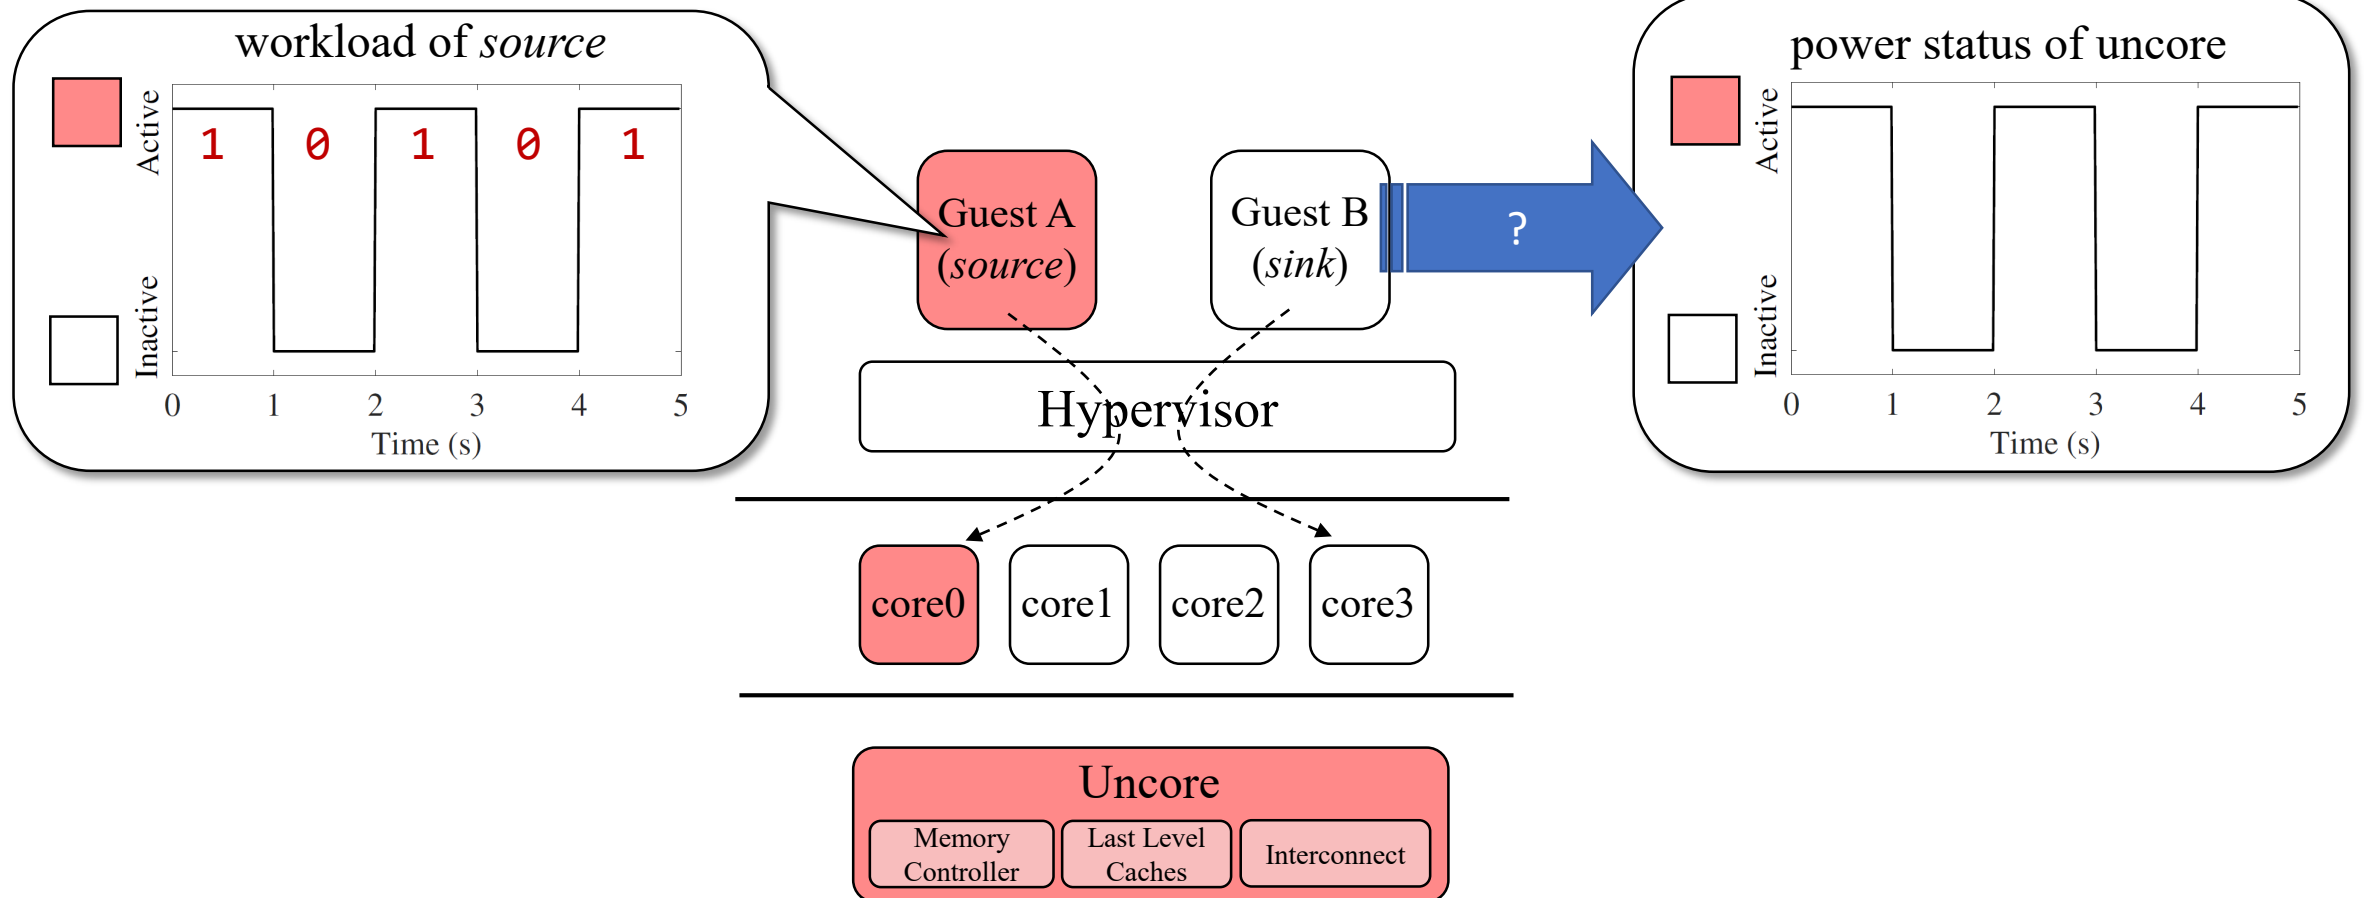 workload of source
Active
Inactive
1 0 1 0 1
0 1 2 3 4 5
Time (s)
Guest A
(source)
Guest B
(sink)
?
power status of uncore
Active
Inactive
0 1 2 3 4 5
Time (s)
Hypervisor
core0
core1
core2
core3
Uncore
Memory
Controller
Last Level
Caches
Interconnect